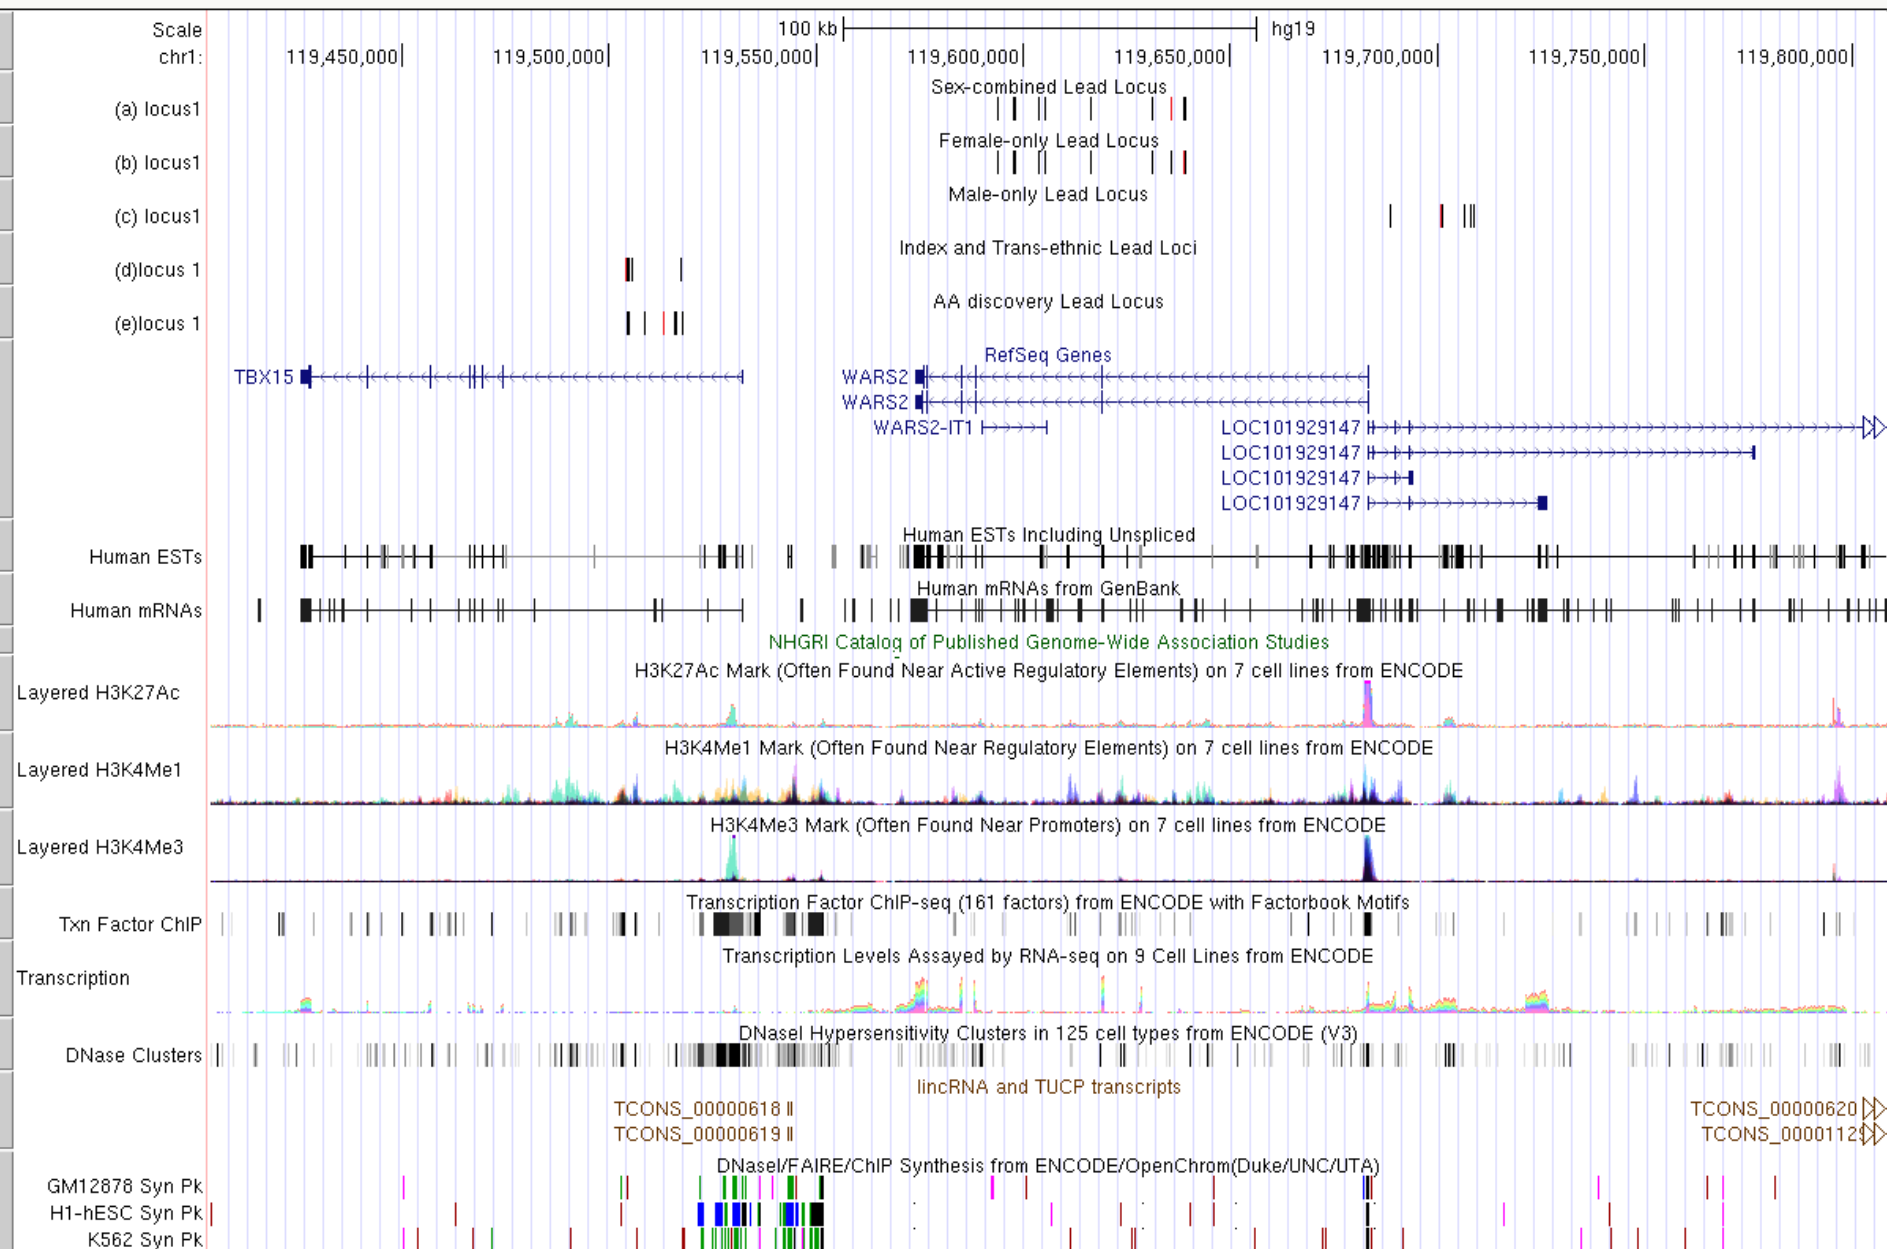 Scale 100 kb hg19
chr1: 119,450,000 119,500,000 119,550,000 119,600,000 119,650,000 119,700,000 119,750,000 119,800,000
Sex-combined Lead Locus
(a) locus1
Female-only Lead Locus
(b) locus1
Male-only Lead Locus
(c) locus1
Index and Trans-ethnic Lead Loci
(d)locus 1
AA discovery Lead Locus
(e)locus 1
RefSeq Genes
TBX15 WARS2
WARS2
WARS2-IT1 LOC101929147
LOC101929147
LOC101929147
LOC101929147
Human ESTs Including Unspliced
Human ESTs
Human mRNAs from GenBank
Human mRNAs
NHGRI Catalog of Published Genome-Wide Association Studies
H3K27Ac Mark (Often Found Near Active Regulatory Elements) on 7 cell lines from ENCODE
Layered H3K27Ac
H3K4Me1 Mark (Often Found Near Regulatory Elements) on 7 cell lines from ENCODE
Layered H3K4Me1
H3K4Me3 Mark (Often Found Near Promoters) on 7 cell lines from ENCODE
Layered H3K4Me3
Transcription Factor ChIP-seq (161 factors) from ENCODE with Factorbook Motifs
Txn Factor ChIP
Transcription Levels Assayed by RNA-seq on 9 Cell Lines from ENCODE
Transcription
DNaseI Hypersensitivity Clusters in 125 cell types from ENCODE (V3)
DNase Clusters
lincRNA and TUCP transcripts
TCONS_00000618 TCONS_00000620
TCONS_00000619
DNaseI/FAIRE/ChIP Synthesis from ENCODE/OpenChrom(Duke/UNC/UTA)
GM12878 Syn Pk
H1-hESC Syn Pk
K562 Syn Pk